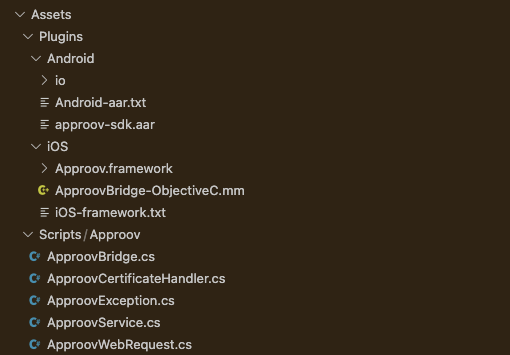 Assets
Plugins
Android
io
Android-aar.txt
approov-sdk.aar
iOS
Approov.framework
ApproovBridge-ObjectiveC.mm
iOS-framework.txt
Scripts / Approov
ApproovBridge.cs
ApproovCertificateHandler.cs
ApproovException.cs
ApproovService.cs
ApproovWebRequest.cs